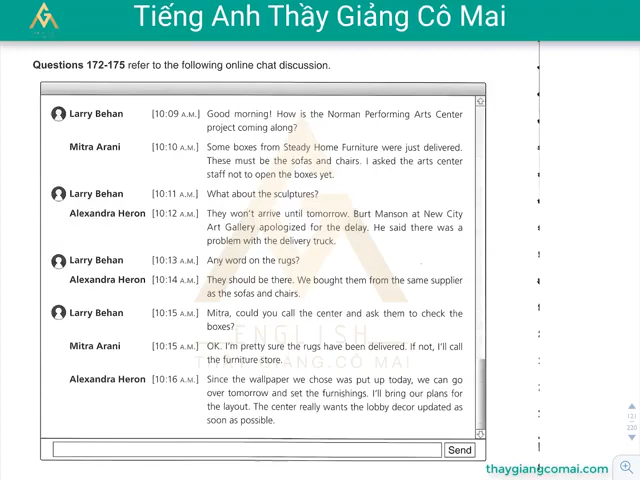 Tiếng Anh Thầy Giảng Cô Mai
Questions 172-175 refer to the following online chat discussion.
Larry Behan [10:09 A.M.] Good morning! How is the Norman Performing Arts Center
project coming along?
Mitra Arani [10:10 A.M.] Some boxes from Steady Home Furniture were just delivered.
These must be the sofas and chairs. I asked the arts center
staff not to open the boxes yet.
Larry Behan [10:11 A.M.] What about the sculptures?
Alexandra Heron [10:12 A.M.] They won't arrive until tomorrow. Burt Manson at New City
Art Gallery apologized for the delay. He said there was a
problem with the delivery truck.
Larry Behan [10:13 A.M.] Any word on the rugs?
Alexandra Heron [10:14 A.M.] They should be there. We bought them from the same supplier
as the sofas and chairs.
Larry Behan [10:15 A.M.] Mitra, could you call the center and ask them to check the
boxes?
Mitra Arani [10:15 A.M.] OK. I'm pretty sure the rugs have been delivered. If not, I'll call
the furniture store.
Alexandra Heron [10:16 A.M.] Since the wallpaper we chose was put up today, we can go
over tomorrow and set the furnishings. I'll bring our plans for
the layout. The center really wants the lobby decor updated as
soon as possible.
Send
ENGLISH
THẦY GIẢNG.CÔ MAI
121
220
thaygiangcomai.com